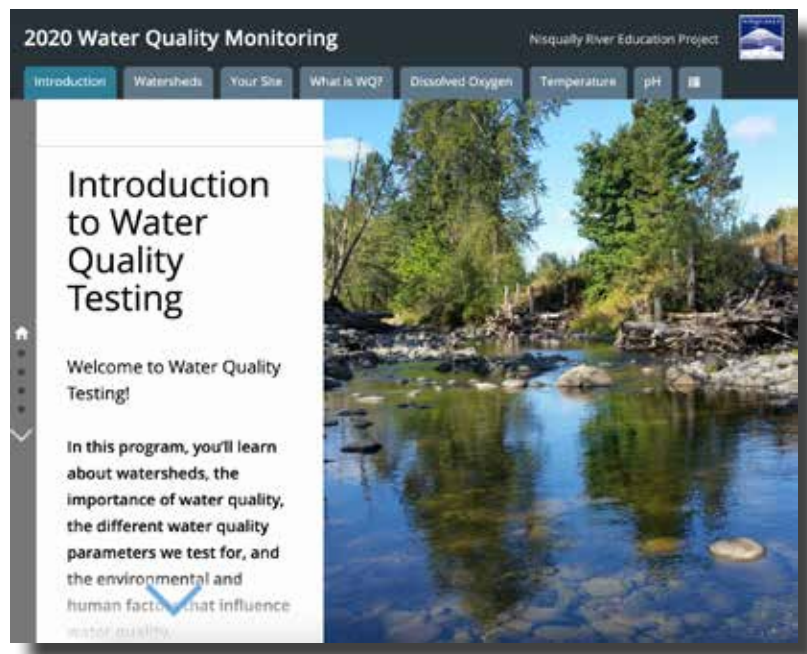 2020 Water Quality Monitoring
Nisqually River Education Project
Introduction
Watersheds
Your Site
What is WQ?
Dissolved Oxygen
Temperature
pH
Introduction
to Water
Quality
Testing
Welcome to Water Quality
Testing!
In this program, you'll learn
about watersheds, the
importance of water quality,
the different water quality
parameters we test for, and
the environmental and
human factors that influence
water quality.